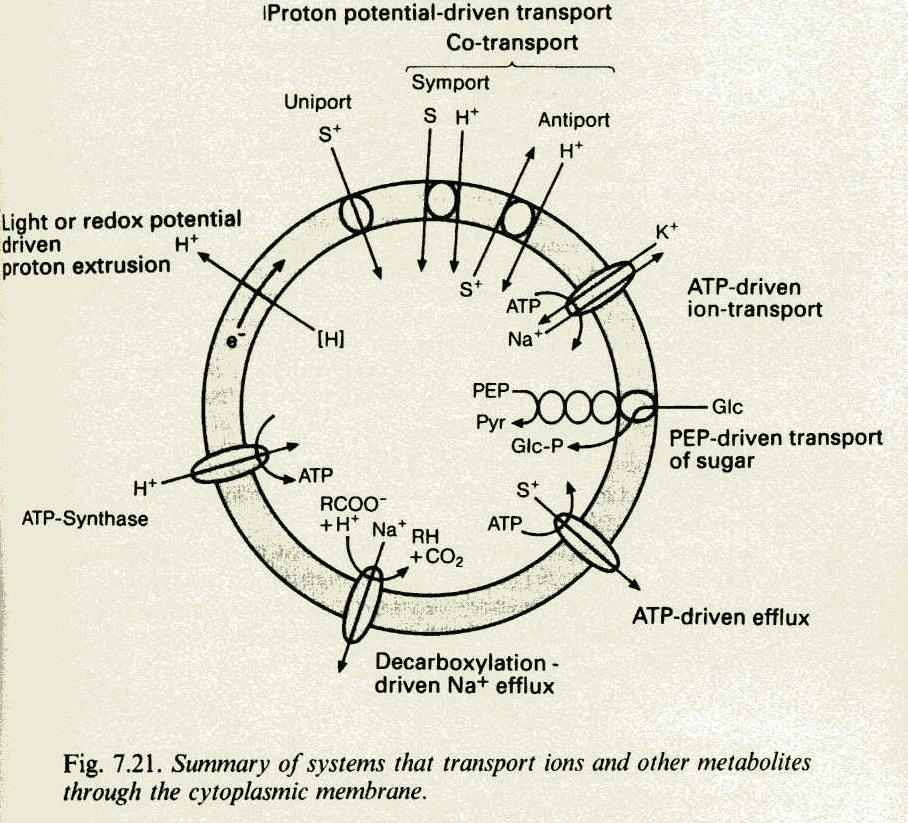 Proton potential-driven transport
Co-transport
Symport
Uniport
S H⁺
Antiport
S⁺
H⁺
Light or redox potential
driven H⁺
proton extrusion
K⁺
S⁺
ATP
ATP-driven
ion-transport
Na⁺
e⁻
[H]
PEP
Glc
Pyr
Glc-P
PEP-driven transport
of sugar
H⁺
ATP
S⁺
ATP-Synthase
RCOO⁻
+H⁺ Na⁺ RH
+CO₂
ATP
ATP-driven efflux
Decarboxylation -
driven Na⁺ efflux
Fig. 7.21. Summary of systems that transport ions and other metabolites
through the cytoplasmic membrane.